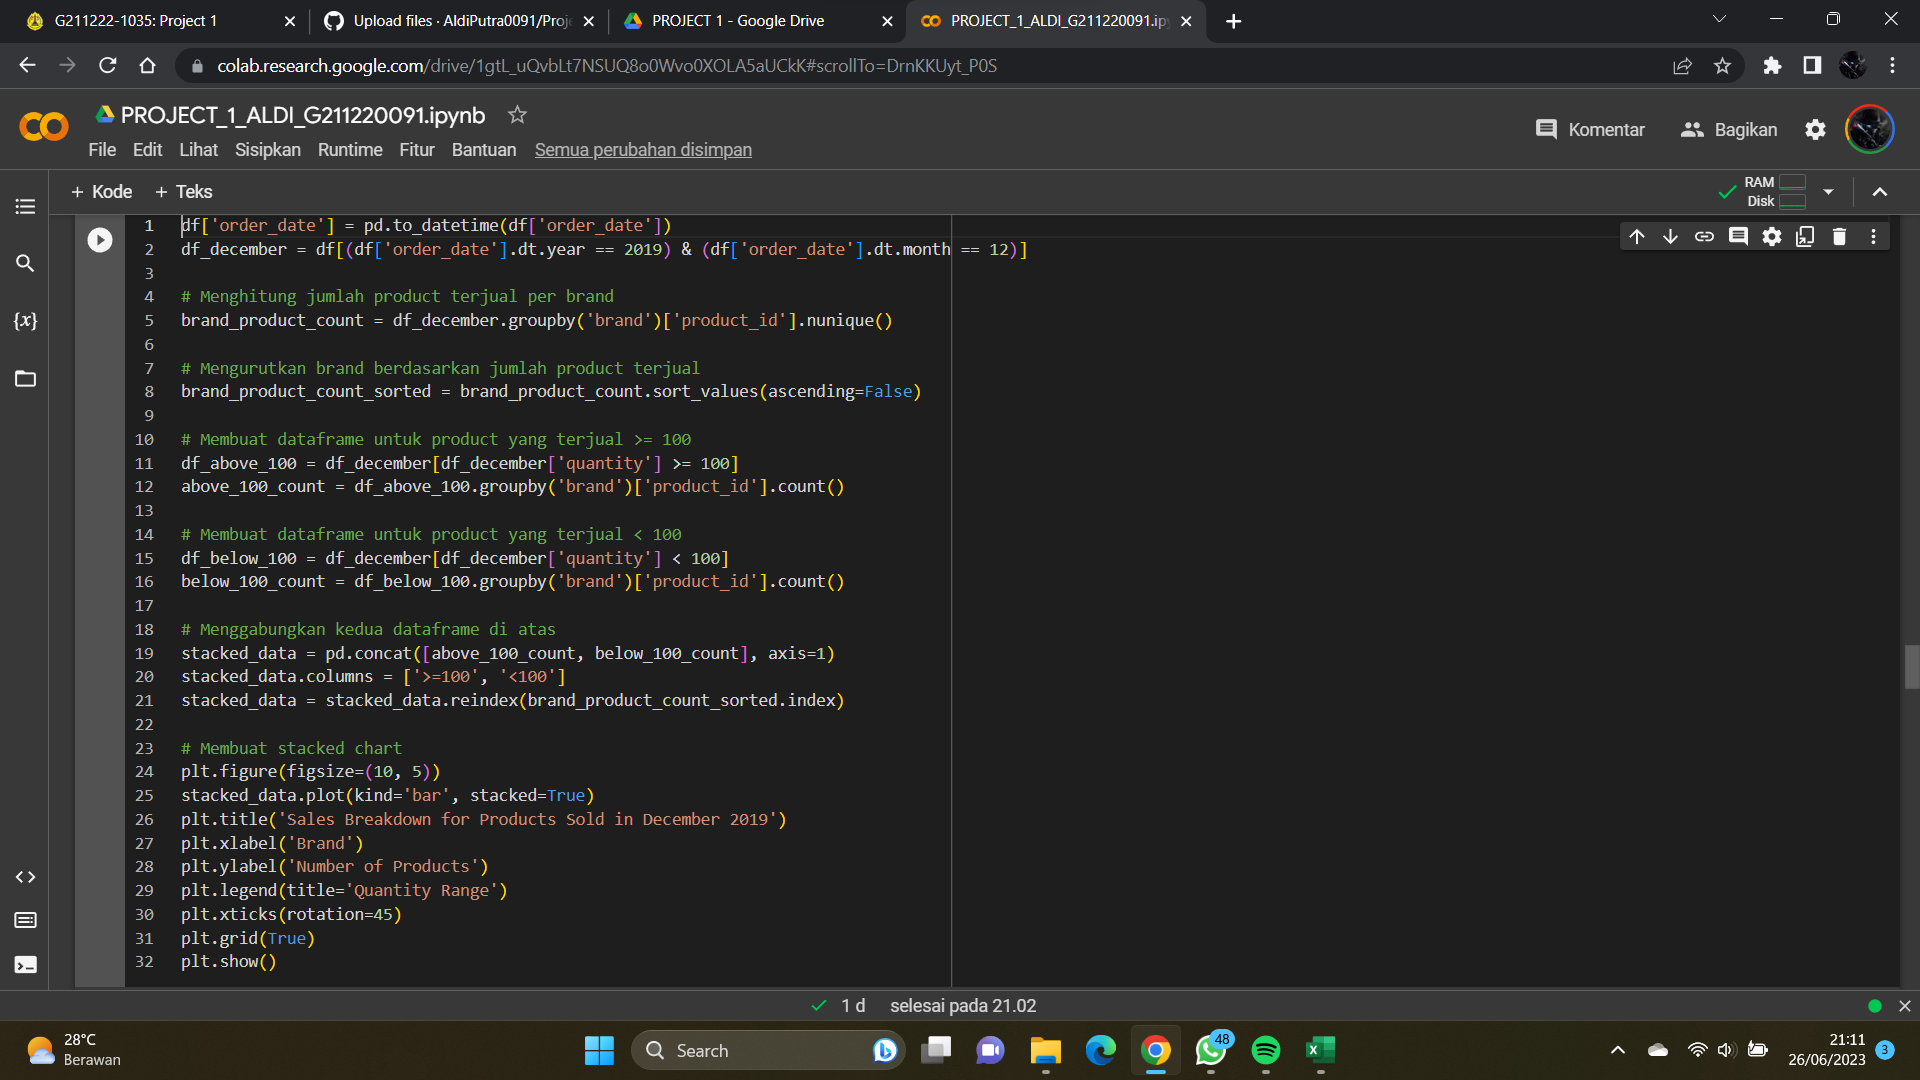 G211222-1035: Project 1
Upload files · AldiPutra0091/Proje
PROJECT 1 - Google Drive
PROJECT_1_ALDI_G211220091.ip
colab.research.google.com/drive/1gtL_uQvbLt7NSUQ8o0Wvo0XOLA5aUCkK#scrollTo=DrnKKUyt_P0S
PROJECT_1_ALDI_G211220091.ipynb
Komentar
Bagikan
File Edit Lihat Sisipkan Runtime Fitur Bantuan Semua perubahan disimpan
+ Kode + Teks
RAM
Disk
1 df['order_date'] = pd.to_datetime(df['order_date'])
2 df_december = df[(df['order_date'].dt.year == 2019) & (df['order_date'].dt.month == 12)]
3
4 # Menghitung jumlah product terjual per brand
5 brand_product_count = df_december.groupby('brand')['product_id'].nunique()
6
7 # Mengurutkan brand berdasarkan jumlah product terjual
8 brand_product_count_sorted = brand_product_count.sort_values(ascending=False)
9
10 # Membuat dataframe untuk product yang terjual >= 100
11 df_above_100 = df_december[df_december['quantity'] >= 100]
12 above_100_count = df_above_100.groupby('brand')['product_id'].count()
13
14 # Membuat dataframe untuk product yang terjual < 100
15 df_below_100 = df_december[df_december['quantity'] < 100]
16 below_100_count = df_below_100.groupby('brand')['product_id'].count()
17
18 # Menggabungkan kedua dataframe di atas
19 stacked_data = pd.concat([above_100_count, below_100_count], axis=1)
20 stacked_data.columns = ['>=100', '<100']
21 stacked_data = stacked_data.reindex(brand_product_count_sorted.index)
22
23 # Membuat stacked chart
24 plt.figure(figsize=(10, 5))
25 stacked_data.plot(kind='bar', stacked=True)
26 plt.title('Sales Breakdown for Products Sold in December 2019')
27 plt.xlabel('Brand')
28 plt.ylabel('Number of Products')
29 plt.legend(title='Quantity Range')
30 plt.xticks(rotation=45)
31 plt.grid(True)
32 plt.show()
1 d selesai pada 21.02
28°C
Berawan
Search
48
21:11
26/06/2023
3